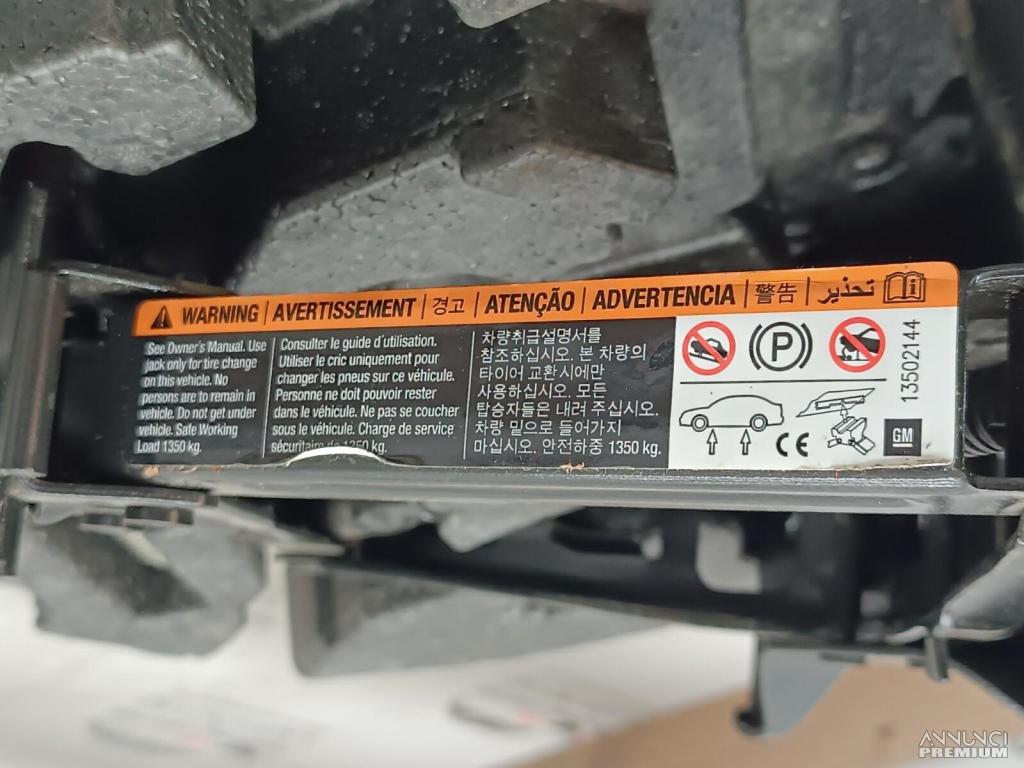 WARNING | AVERTISSEMENT | 경고 | ATENÇÃO | ADVERTENCIA | 警告 | تحذير
See Owner's Manual. Use
jack only for tire change
on this vehicle. No
persons are to remain in
vehicle. Do not get under
vehicle. Safe Working
Load 1350 kg.
Consulter le guide d'utilisation.
Utiliser le cric uniquement pour
changer les pneus sur ce véhicule.
Personne ne doit pouvoir rester
dans le véhicule. Ne pas se coucher
sous le véhicule. Charge de service
sécuritaire 1350 kg.
차량취급설명서를
참조하십시오. 본 차량의
타이어 교환 시에만
사용하십시오. 모든
탑승자들은 내려 주십시오.
차량 밑으로 들어가지
마십시오. 안전하중 1350 kg.
P
CE
GM
13502144
ANNUNCI
PREMIUM